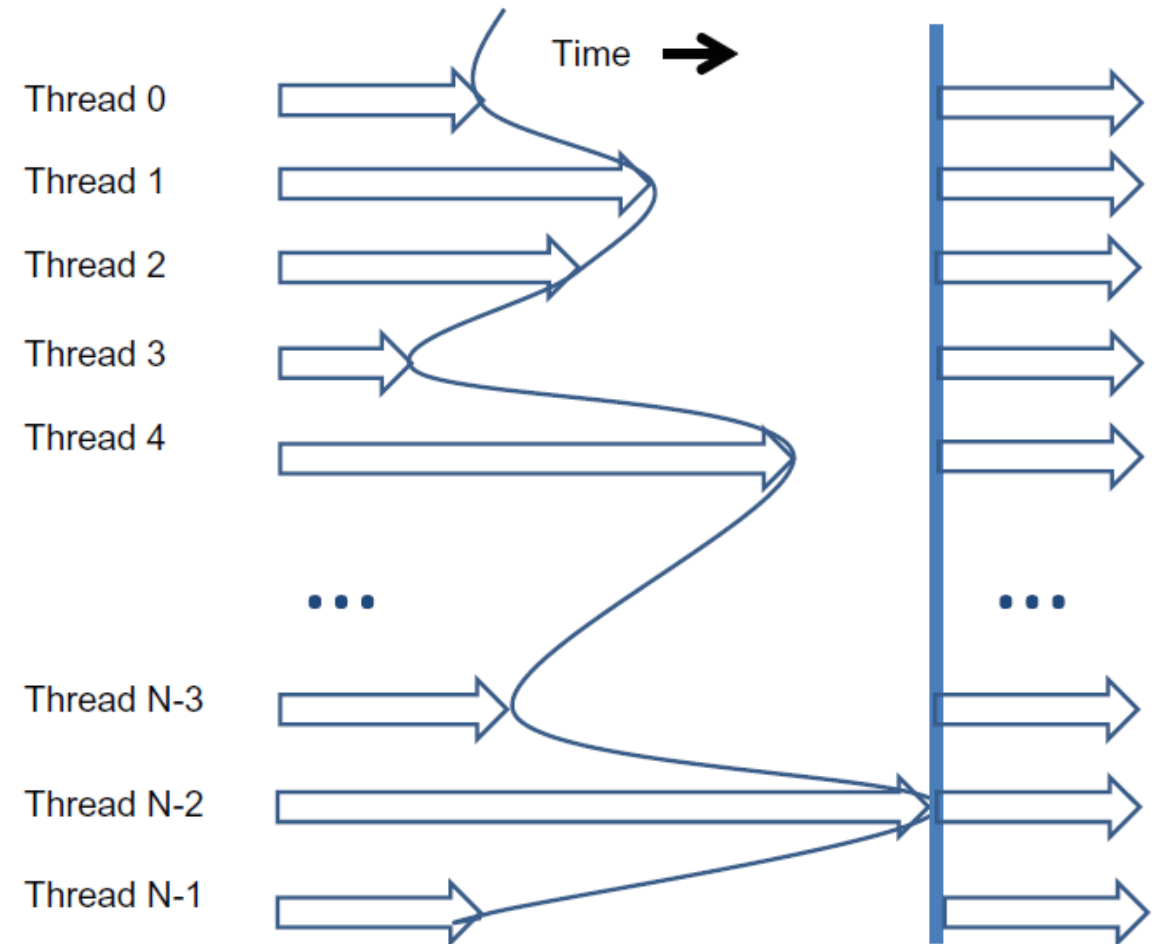 Time
Thread 0
Thread 1
Thread 2
Thread 3
Thread 4
... ...
Thread N-3
Thread N-2
Thread N-1